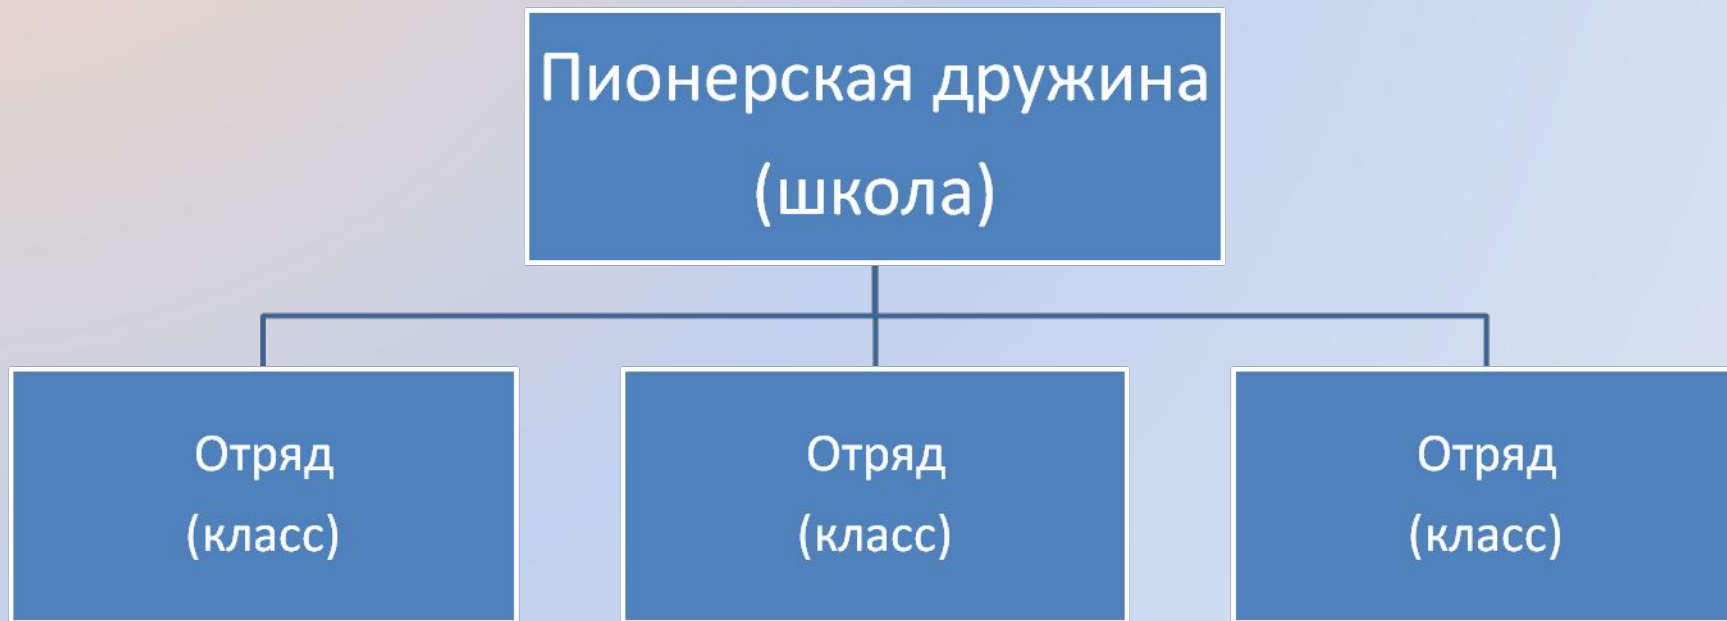 Пионерская дружина
(школа)
Отряд
(класс)
Отряд
(класс)
Отряд
(класс)